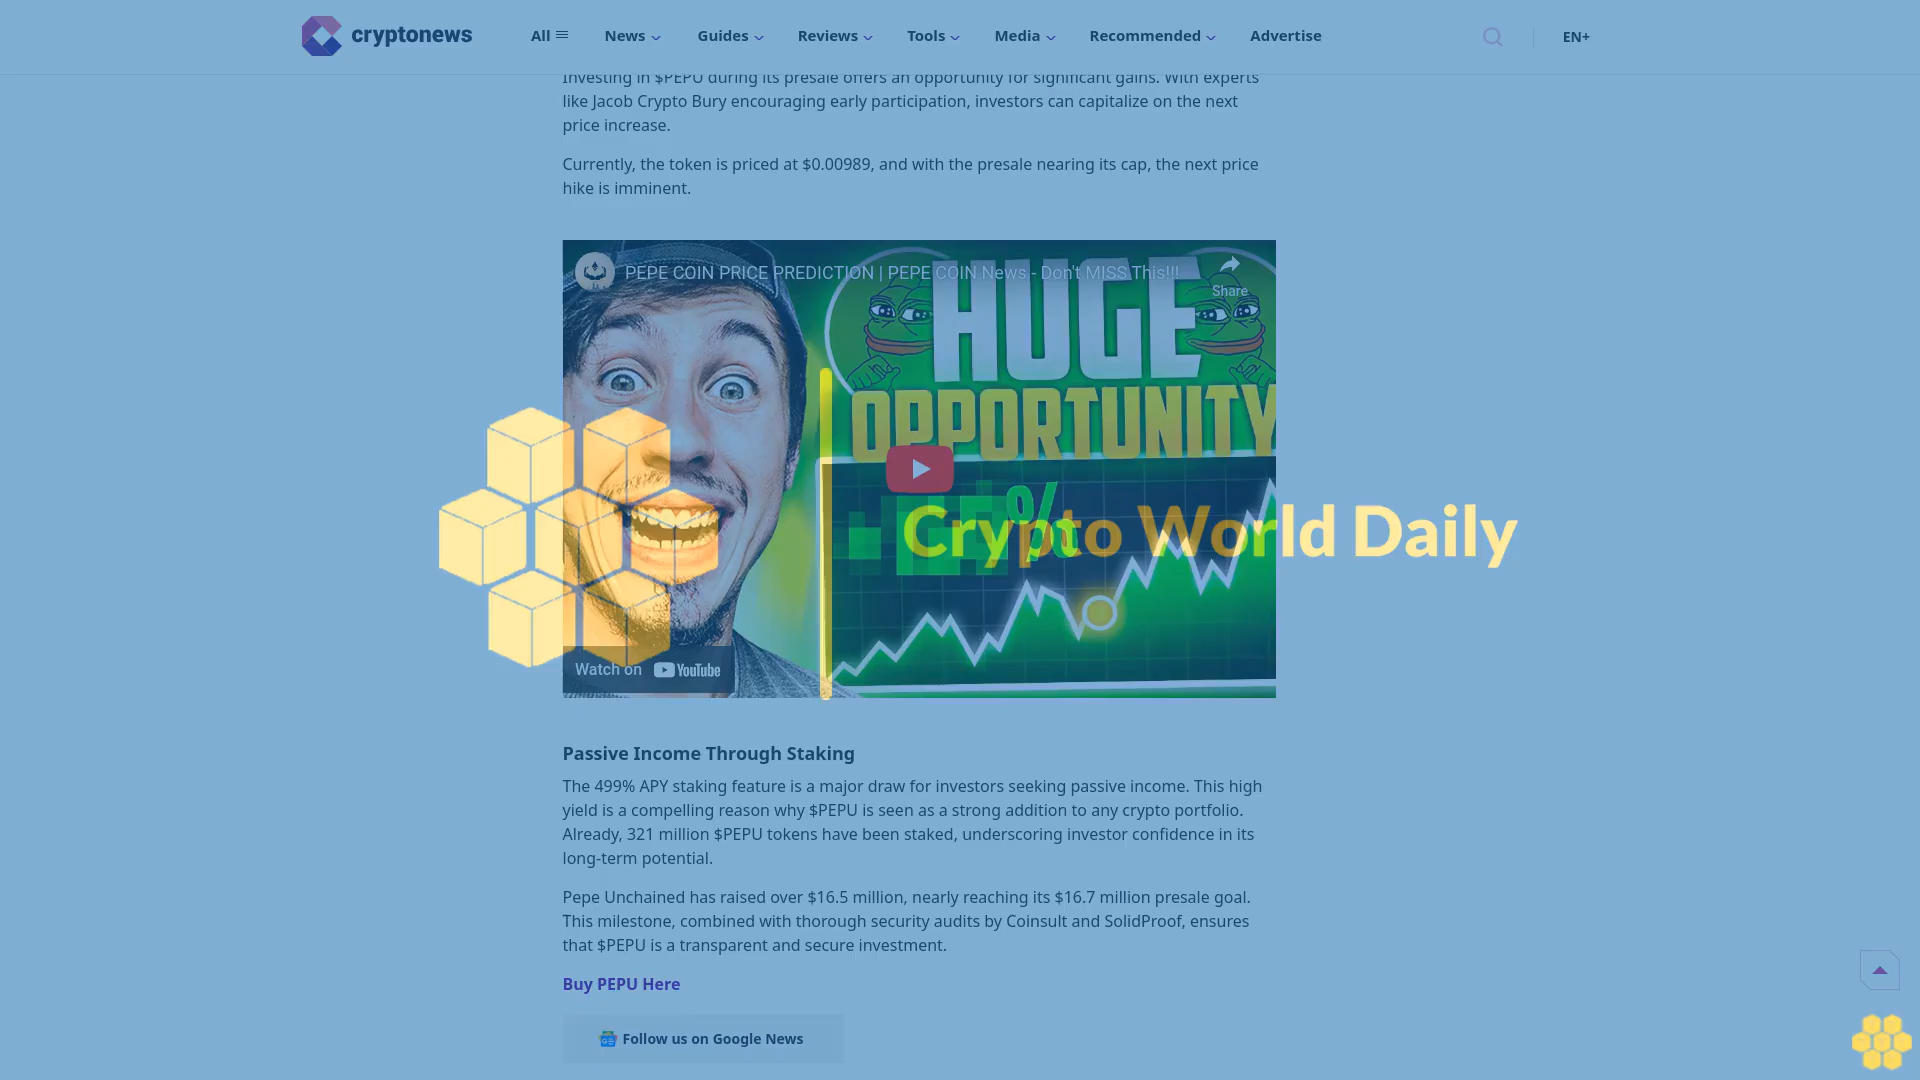 cryptonews
All
News
Guides
Reviews
Tools
Media
Recommended
Advertise
EN+
Investing in $PEPU during its presale offers an opportunity for significant gains. With experts
like Jacob Crypto Bury encouraging early participation, investors can capitalize on the next
price increase.
Currently, the token is priced at $0.00989, and with the presale nearing its cap, the next price
hike is imminent.
PEPE COIN PRICE PREDICTION | PEPE COIN News - Don't MISS This!!!
Share
HUGE
OPPORTUNITY
%
Crypto World Daily
Watch on YouTube
Passive Income Through Staking
The 499% APY staking feature is a major draw for investors seeking passive income. This high
yield is a compelling reason why $PEPU is seen as a strong addition to any crypto portfolio.
Already, 321 million $PEPU tokens have been staked, underscoring investor confidence in its
long-term potential.
Pepe Unchained has raised over $16.5 million, nearly reaching its $16.7 million presale goal.
This milestone, combined with thorough security audits by Coinsult and SolidProof, ensures
that $PEPU is a transparent and secure investment.
Buy PEPU Here
Follow us on Google News